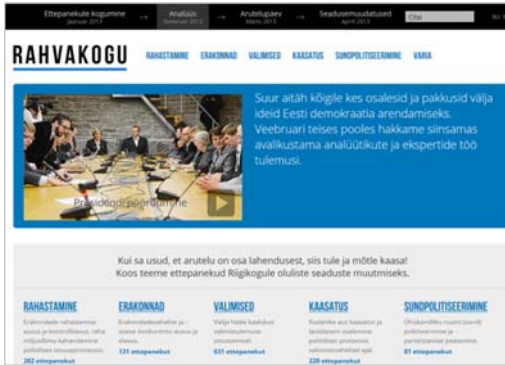 Ettepanekute kogumine → Analüüs → Arutelupäev → Seadusemuudatused Otsi RU
Jaanuar 2013 Veebruar 2013 Märts 2013 Aprill 2013
RAHVAKOGU RAHASTAMINE ERAKONNAD VALIMISED KAASATUS SUNDPOLITISEERIMINE VARIA
Suur aitäh kõigile kes osalesid ja pakkusid välja
ideid Eesti demokraatia arendamiseks.
Veebruari teises pooles hakkame siinsamas
avalikustama analüütikute ja ekspertide töö
tulemusi.
Presidendi pöördumine
Kui sa usud, et arutelu on osa lahendusest, siis tule ja mõtle kaasa!
Koos teeme ettepanekud Riigikogule oluliste seaduste muutmiseks.
RAHASTAMINE ERAKONNAD VALIMISED KAASATUS SUNDPOLITISEERIMINE
Erakondade rahastamine
282 ettepanekut 131 ettepanekut 631 ettepanekut 220 ettepanekut 81 ettepanekut